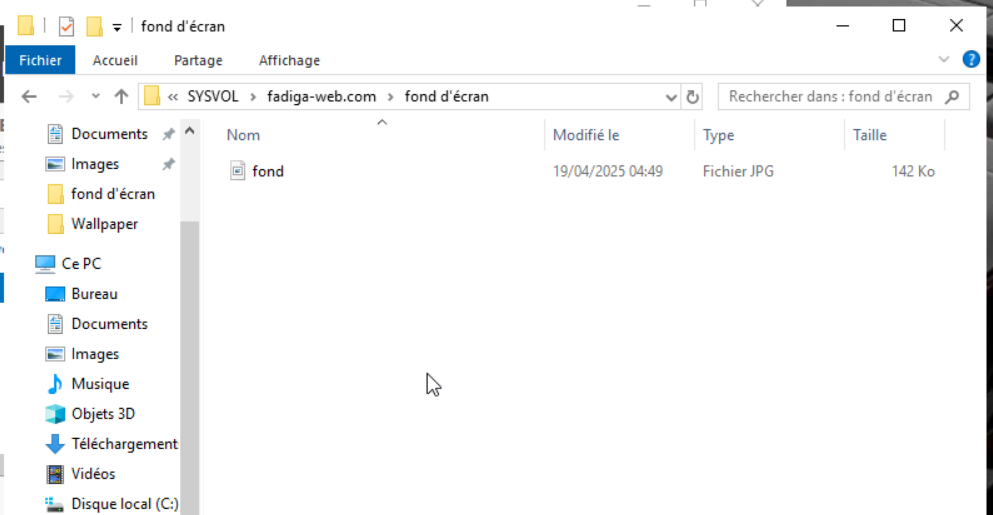 fond d'écran
Fichier Accueil Partage Affichage
« SYSVOL › fadiga-web.com › fond d'écran
Rechercher dans : fond d'écran
Documents
Images
fond d'écran
Wallpaper
Ce PC
Bureau
Documents
Images
Musique
Objets 3D
Téléchargement
Vidéos
Disque local (C:)
Nom Modifié le Type Taille
fond 19/04/2025 04:49 Fichier JPG 142 Ko